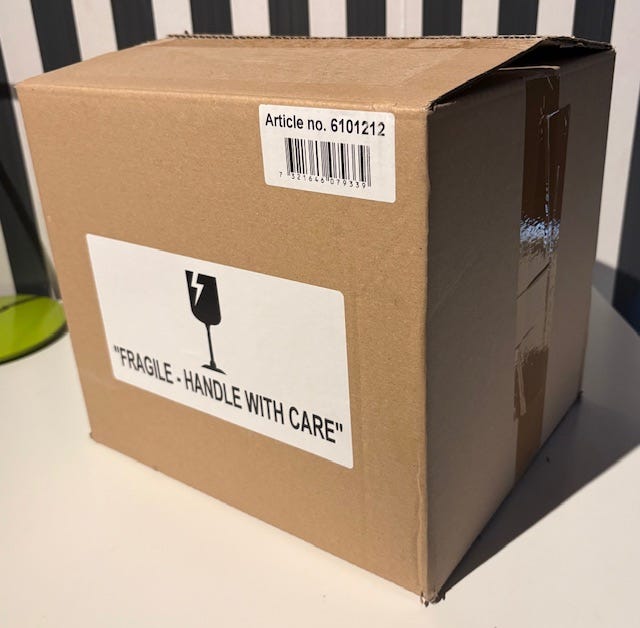 Article no. 6101212
7 321646 079339
"FRAGILE - HANDLE WITH CARE"